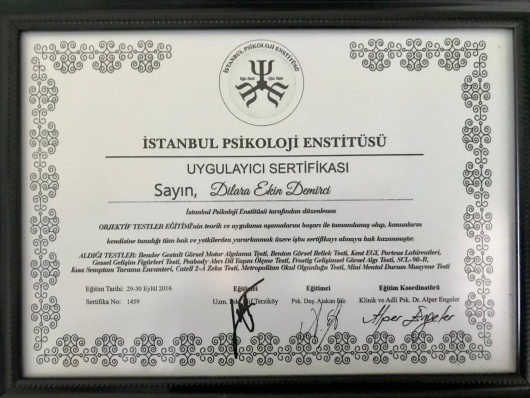 İSTANBUL PSİKOLOJİ ENSTİTÜSÜ
İSTANBUL PSİKOLOJİ ENSTİTÜSÜ
UYGULAYICI SERTİFİKASI
Sayın, Dilara Ekin Demirci
İstanbul Psikoloji Enstitüsü tarafından düzenlenen
OBJEKTİF TESTLER EĞİTİMİ'nin teorik ve uygulama aşamalarını başarı ile tamamlamış olup, kanunların
kendisine tanıdığı tüm hak ve yetkilerden yararlanmak üzere işbu sertifikayı almaya hak kazanmıştır.
ALDIĞI TESTLER: Bender Gestalt Görsel Motor Algılama Testi, Benton Görsel Bellek Testi, Kent EGY, Porteus Labirentleri,
Gesel Gelişim Figürleri Testi, Peabody Alıcı Dil Yaşını Ölçme Testi, Frostig Gelişimsel Görsel Algı Testi, SCL-90-R,
Kısa Semptom Tarama Envanteri, Catell 2-A Zeka Testi, Metropolitan Okul Olgunluğu Testi, Mini Mental Durum Muayene Testi
Eğitim Tarihi: 29-30 Eylül 2016 Eğitimci Eğitimci Eğitim Koordinatörü
Sertifika No: 1459 Uzm. Terziköy Psk. Dnş. Klinik ve Adli Psk. Dr. Alper Engeler
Alper Engeler